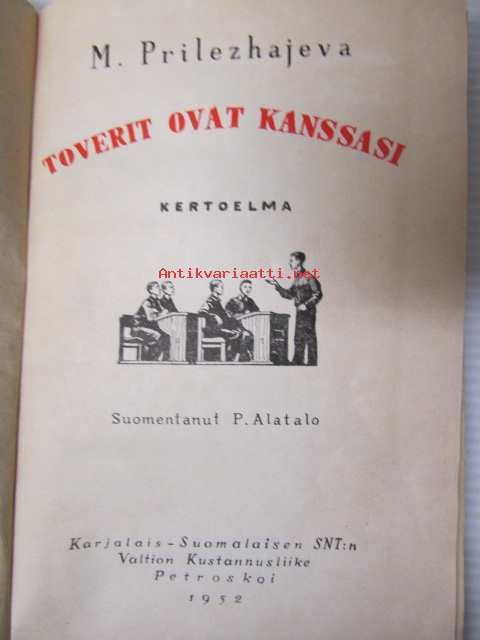 M. Prilezhajeva
TOVERIT OVAT KANSSASI
KERTOELMA
Antikvariaatti.net
Suomentanut P. Alatalo
Karjalais-Suomalaisen SNT:n
Valtion Kustannusliike
Petroskoi
1952